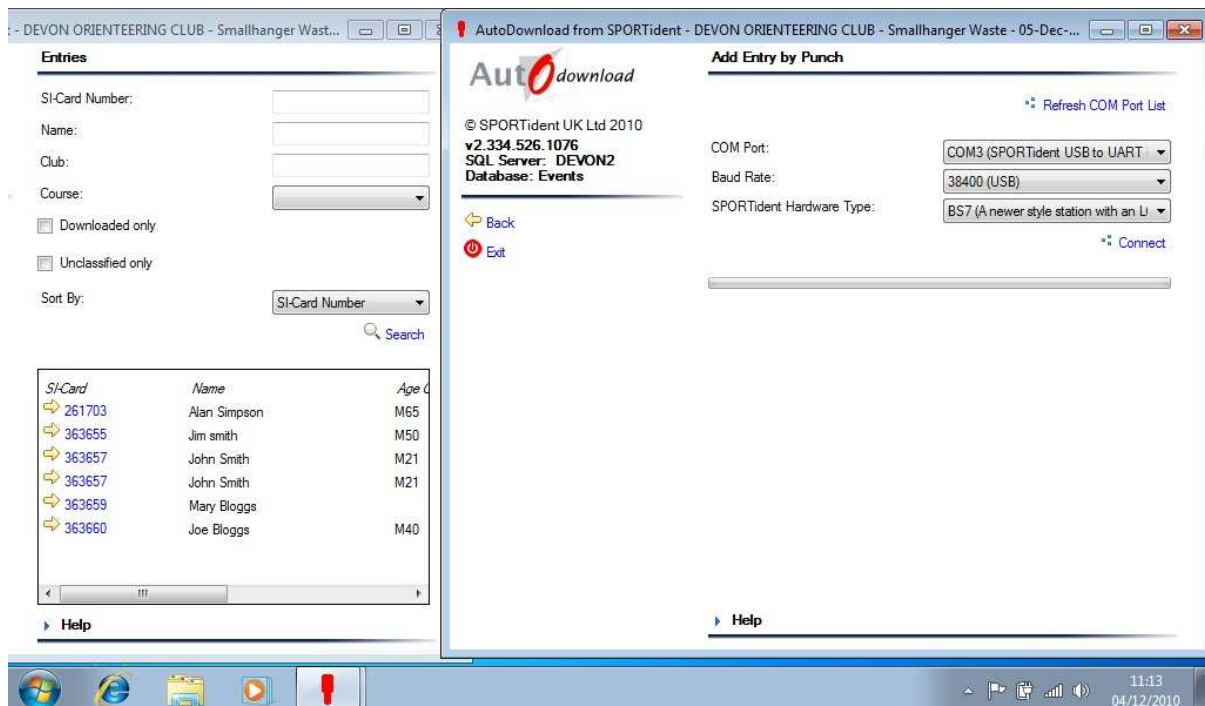 - DEVON ORIENTEERING CLUB - Smallhanger Wast...
Entries
SI-Card Number:
Name:
Club:
Course:
Downloaded only
Unclassified only
Sort By:
SI-Card Number
Search
SI-Card Name Age
261703 Alan Simpson M65
363655 Jim smith M50
363657 John Smith M21
363657 John Smith M21
363659 Mary Bloggs
363660 Joe Bloggs M40
Help
AutoDownload from SPORTident - DEVON ORIENTEERING CLUB - Smallhanger Waste - 05-Dec-...
AutOdownload
© SPORTident UK Ltd 2010
v2.334.526.1076
SQL Server: DEVON2
Database: Events
Back
Exit
Add Entry by Punch
Refresh COM Port List
COM Port:
COM3 (SPORTident USB to UART
Baud Rate:
38400 (USB)
SPORTident Hardware Type:
BS7 (A newer style station with an
Connect
Help
11:13
04/12/2010